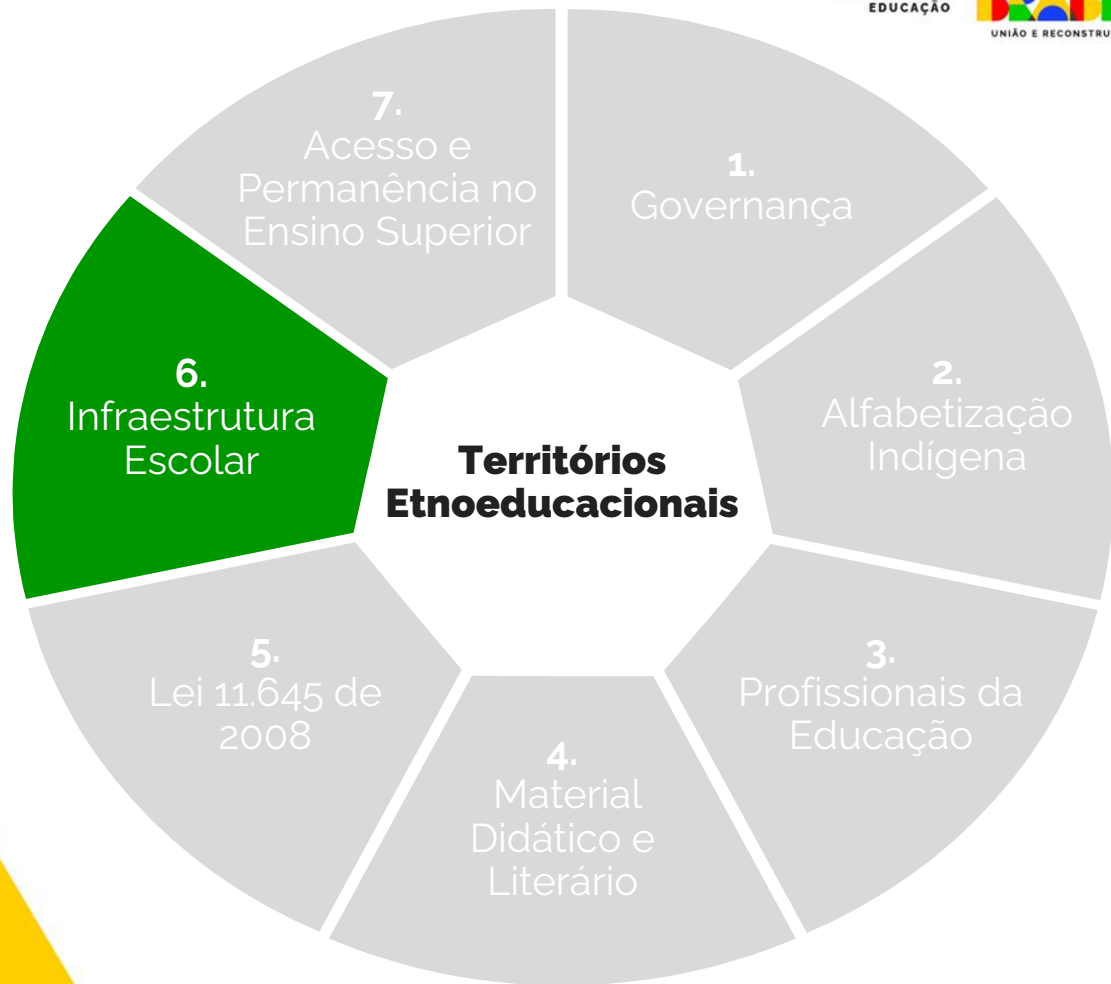 EDUCAÇÃO
UNIÃO E RECONSTRU
7.
Acesso e
Permanência no
Ensino Superior
1.
Governança
6.
Infraestrutura
Escolar
2.
Alfabetização
Indígena
Territórios
Etnoeducacionais
5.
Lei 11.645 de
2008
3.
Profissionais da
Educação
4.
Material
Didático e
Literário